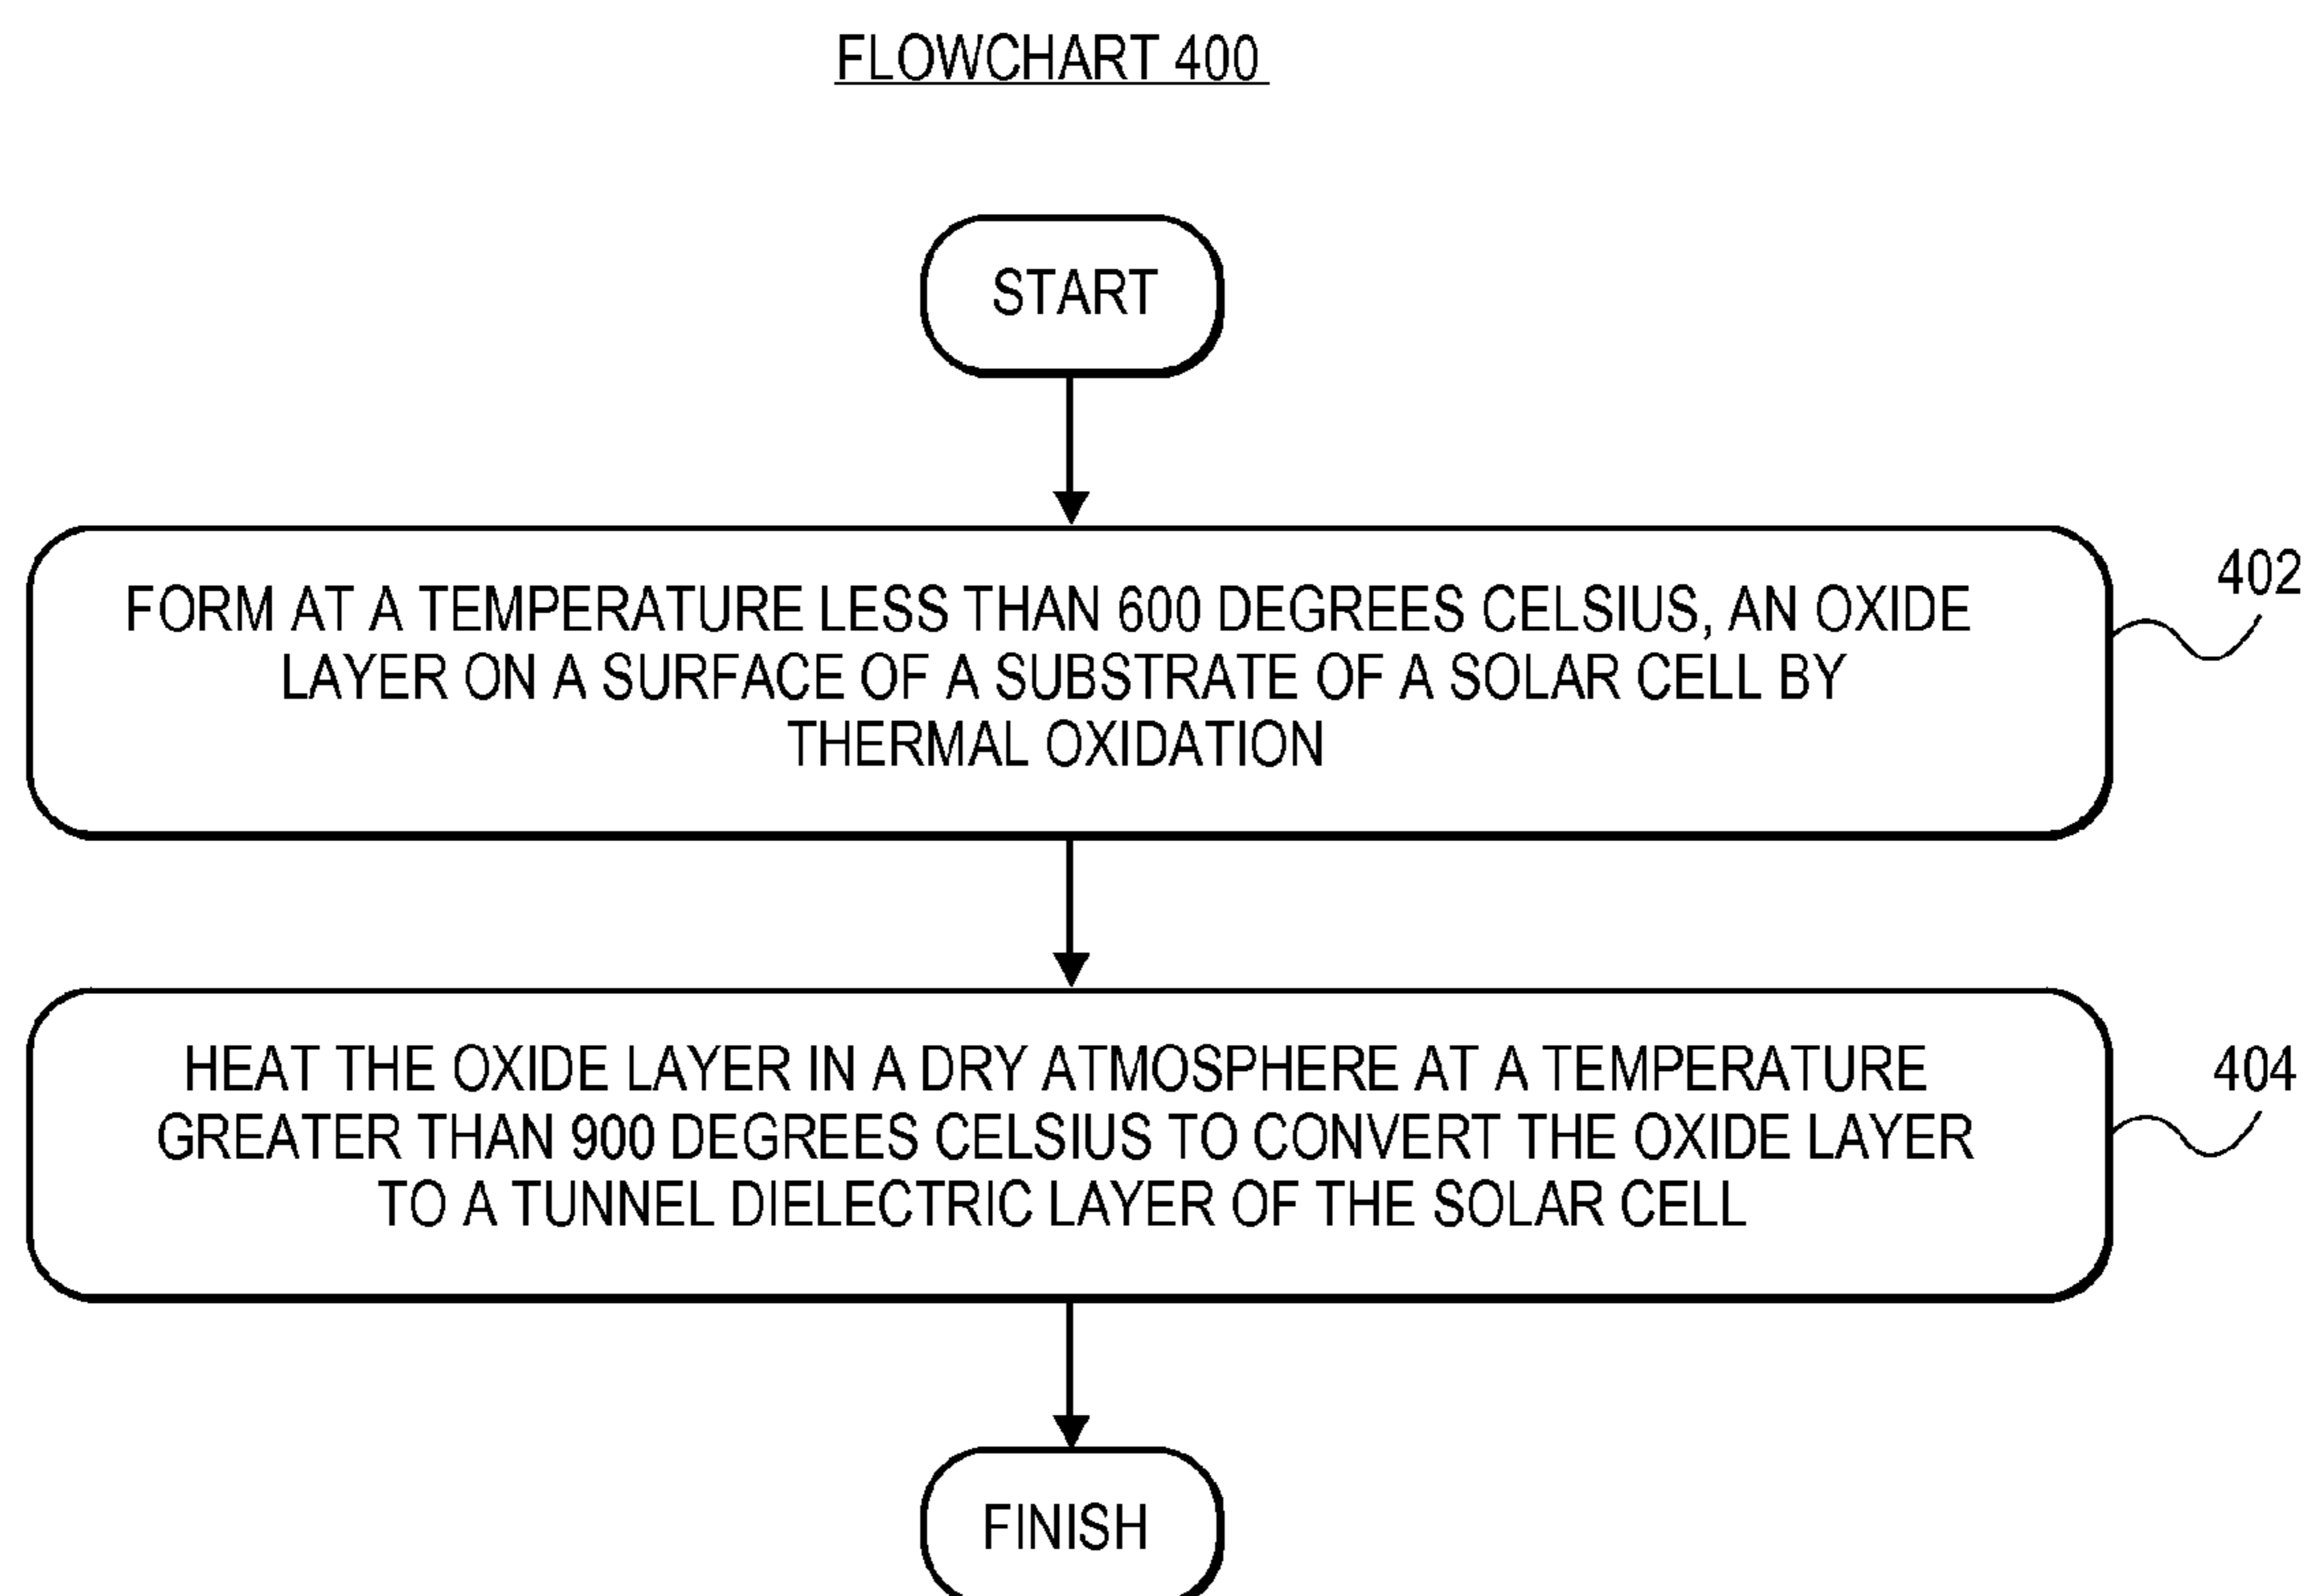 FLOWCHART 400
START
FORM AT A TEMPERATURE LESS THAN 600 DEGREES CELSIUS, AN OXIDE
LAYER ON A SURFACE OF A SUBSTRATE OF A SOLAR CELL BY
THERMAL OXIDATION
402
HEAT THE OXIDE LAYER IN A DRY ATMOSPHERE AT A TEMPERATURE
GREATER THAN 900 DEGREES CELSIUS TO CONVERT THE OXIDE LAYER
TO A TUNNEL DIELECTRIC LAYER OF THE SOLAR CELL
404
FINISH